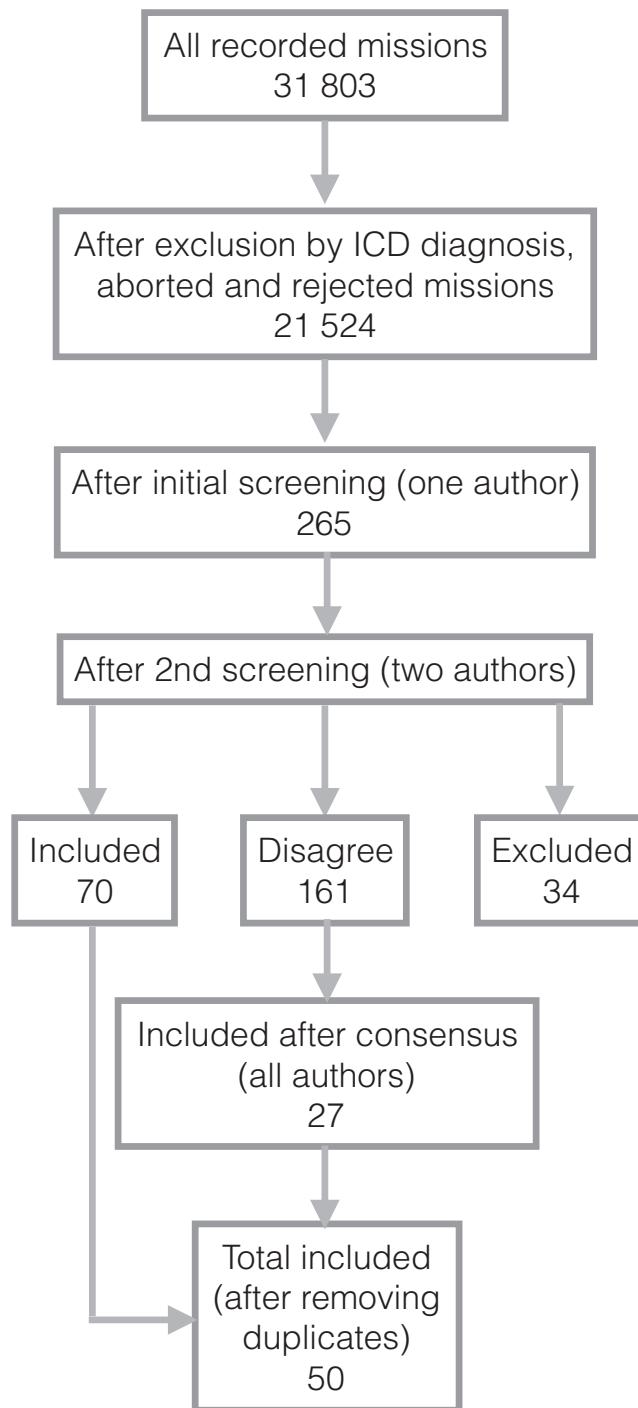 All recorded missions
31 803
After exclusion by ICD diagnosis,
aborted and rejected missions
21 524
After initial screening (one author)
265
After 2nd screening (two authors)
Included
70
Disagree
161
Excluded
34
Included after consensus
(all authors)
27
Total included
(after removing
duplicates)
50